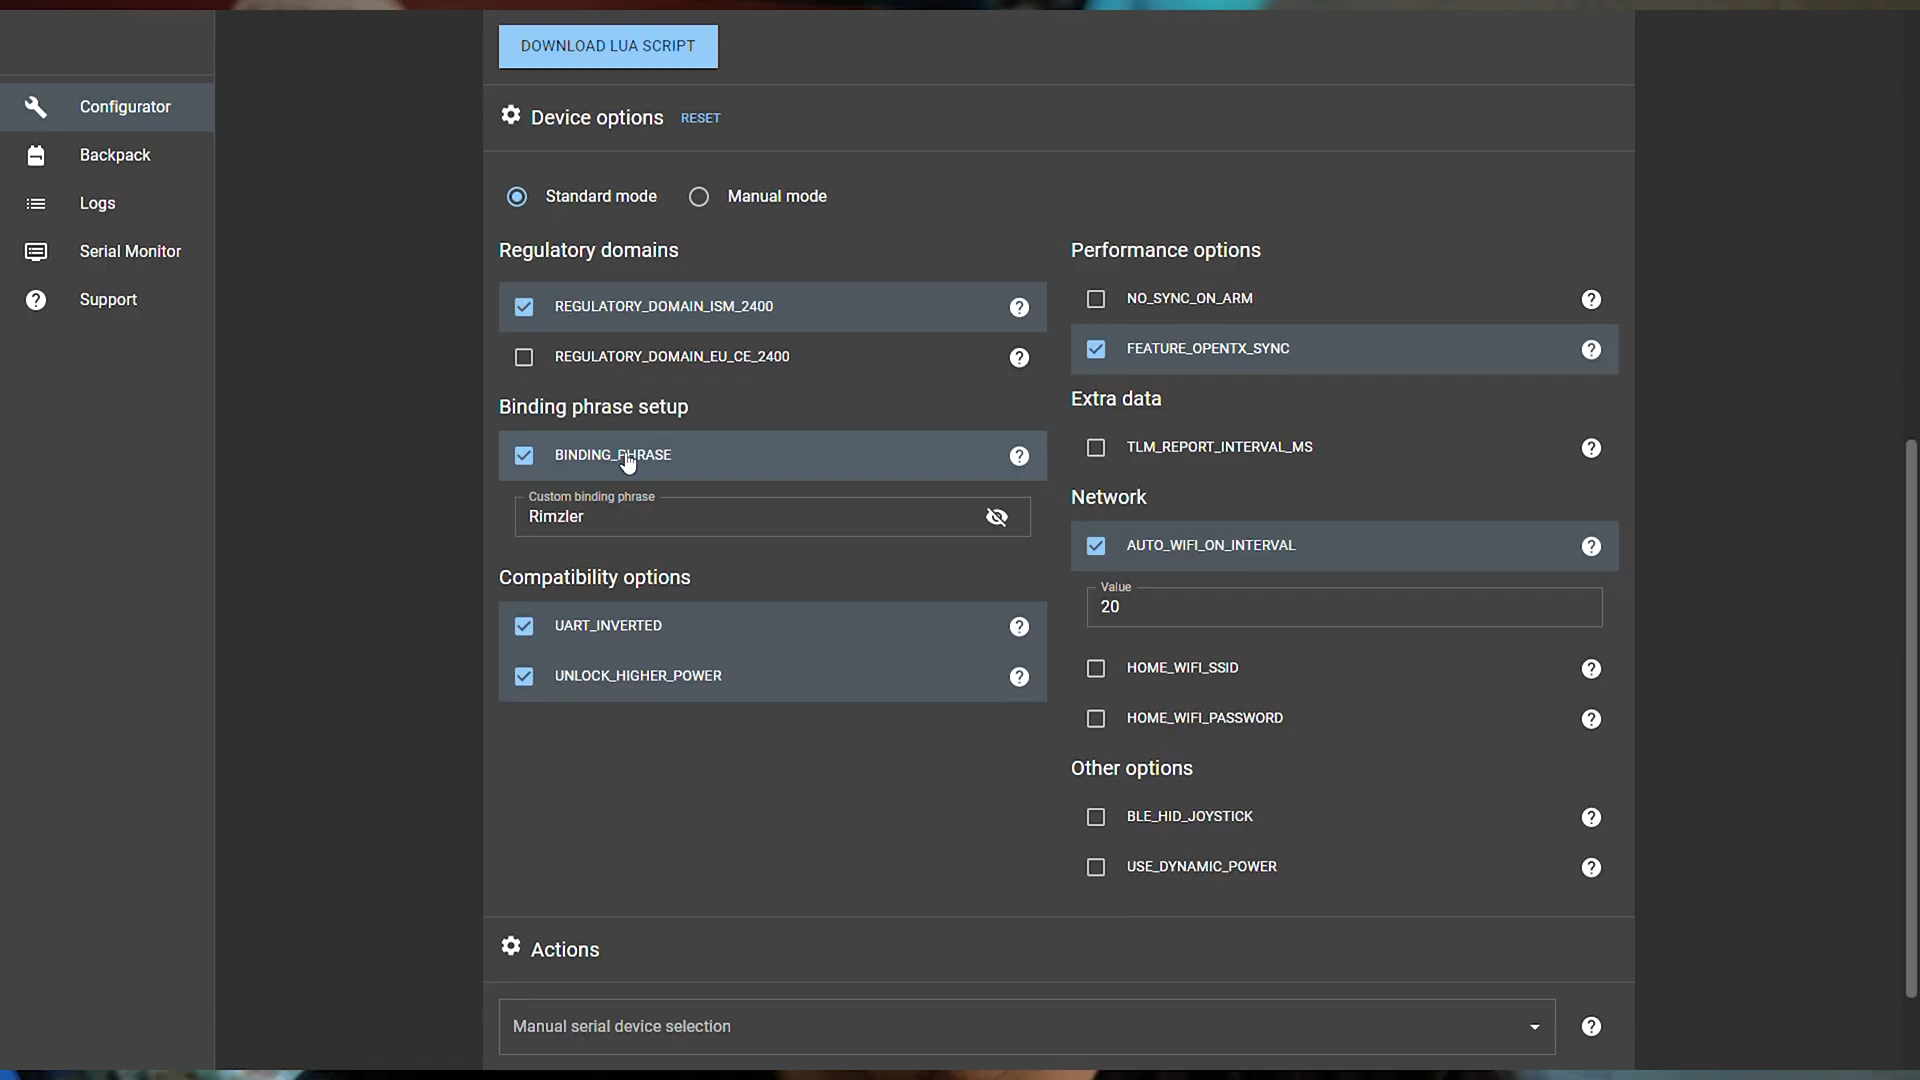 DOWNLOAD LUA SCRIPT
Configurator
Backpack
Logs
Serial Monitor
Support
Device options RESET
Standard mode Manual mode
Regulatory domains
REGULATORY_DOMAIN_ISM_2400
REGULATORY_DOMAIN_EU_CE_2400
Binding phrase setup
BINDING_PHRASE
Custom binding phrase
Rimzler
Compatibility options
UART_INVERTED
UNLOCK_HIGHER_POWER
Performance options
NO_SYNC_ON_ARM
FEATURE_OPENTX_SYNC
Extra data
TLM_REPORT_INTERVAL_MS
Network
AUTO_WIFI_ON_INTERVAL
Value
20
HOME_WIFI_SSID
HOME_WIFI_PASSWORD
Other options
BLE_HID_JOYSTICK
USE_DYNAMIC_POWER
Actions
Manual serial device selection